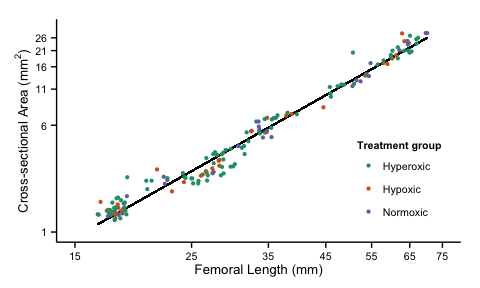 Cross-sectional Area (mm²)
26
21
16
11
6
1
Treatment group
Hyperoxic
Hypoxic
Normoxic
15 25 35 45 55 65 75
Femoral Length (mm)